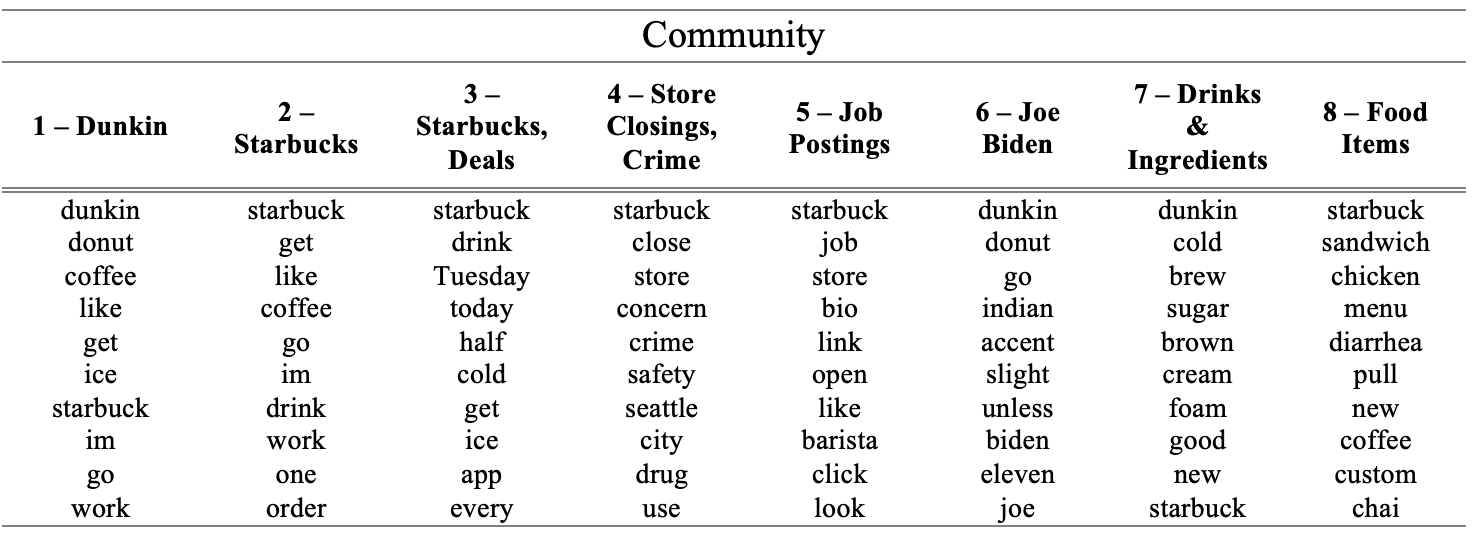 Community
1 – Dunkin
2 –
Starbucks
3 –
Starbucks,
Deals
4 – Store
Closings,
Crime
5 – Job
Postings
6 – Joe
Biden
7 – Drinks
&
Ingredients
8 – Food
Items
dunkin starbuck starbuck starbuck starbuck dunkin dunkin starbuck
donut get drink close job donut cold sandwich
coffee like Tuesday store store go brew chicken
like coffee today concern bio indian sugar menu
get go half crime link accent brown diarrhea
ice im cold safety open slight cream pull
starbuck drink get seattle like unless foam new
im work ice city barista biden good coffee
go one app drug click eleven new custom
work order every use look joe starbuck chai